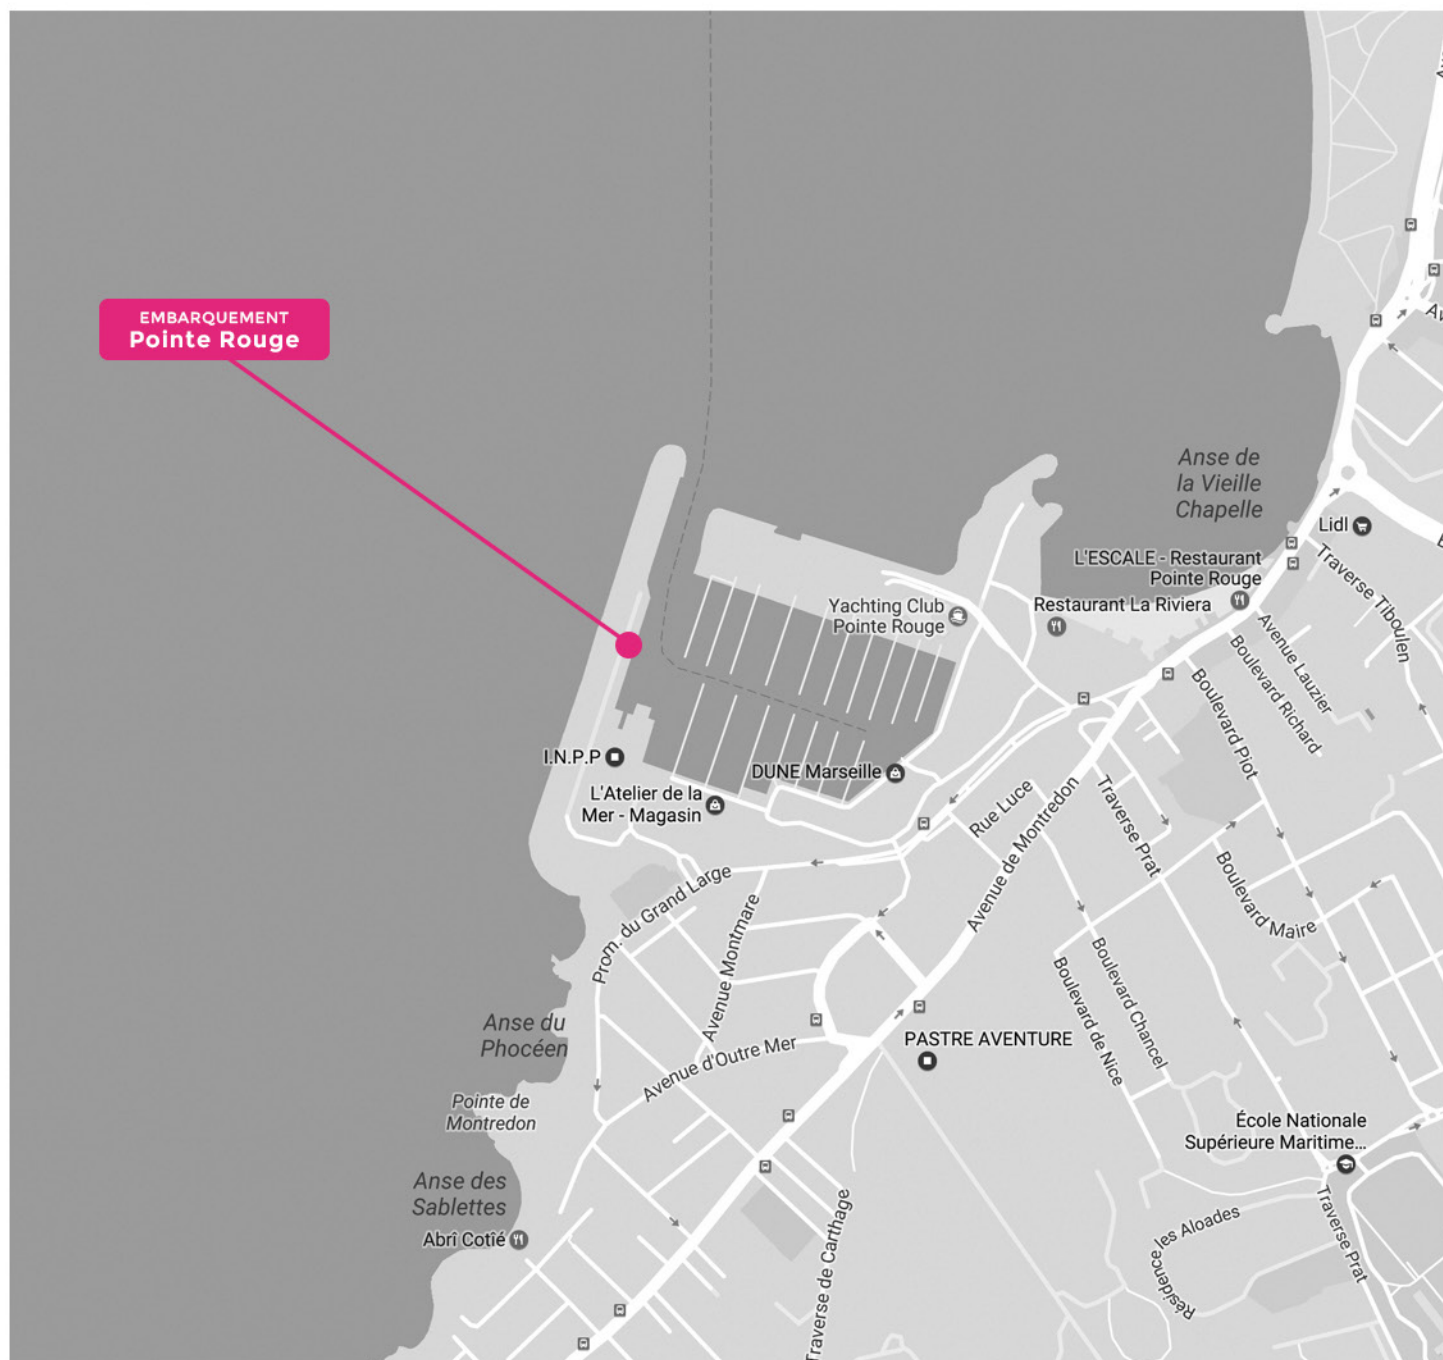 EMBARQUEMENT
Pointe Rouge
Anse de
la Vieille
Chapelle
Lidl
L'ESCALE - Restaurant
Pointe Rouge
Restaurant La Riviera
Yachting Club
Pointe Rouge
Traverse Tiboulen
Avenue Lauzier
Boulevard Richard
Boulevard Piot
I.N.P.P
DUNE Marseille
L'Atelier de la
Mer - Magasin
Rue Luce
Avenue de Montredon
Traverse Prat
Boulevard Maire
Prom. du Grand Large
Avenue Montmare
Boulevard Chancel
Boulevard de Nice
Anse du
Phocéen
Avenue d'Outre Mer
PASTRE AVENTURE
Pointe de
Montredon
École Nationale
Supérieure Maritime...
Anse des
Sablettes
Abri Cotié
Traverse de Carthage
Résidence les Aloades
Traverse Prat